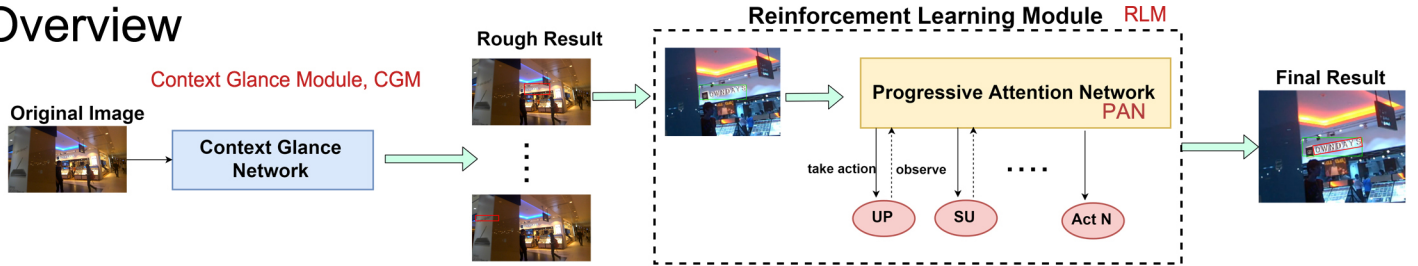 Overview
Context Glance Module, CGM
Original Image
Context Glance
Network
Rough Result
Reinforcement Learning Module RLM
Progressive Attention Network
PAN
take action
observe
UP
SU
Act N
Final Result
OWNDAYS